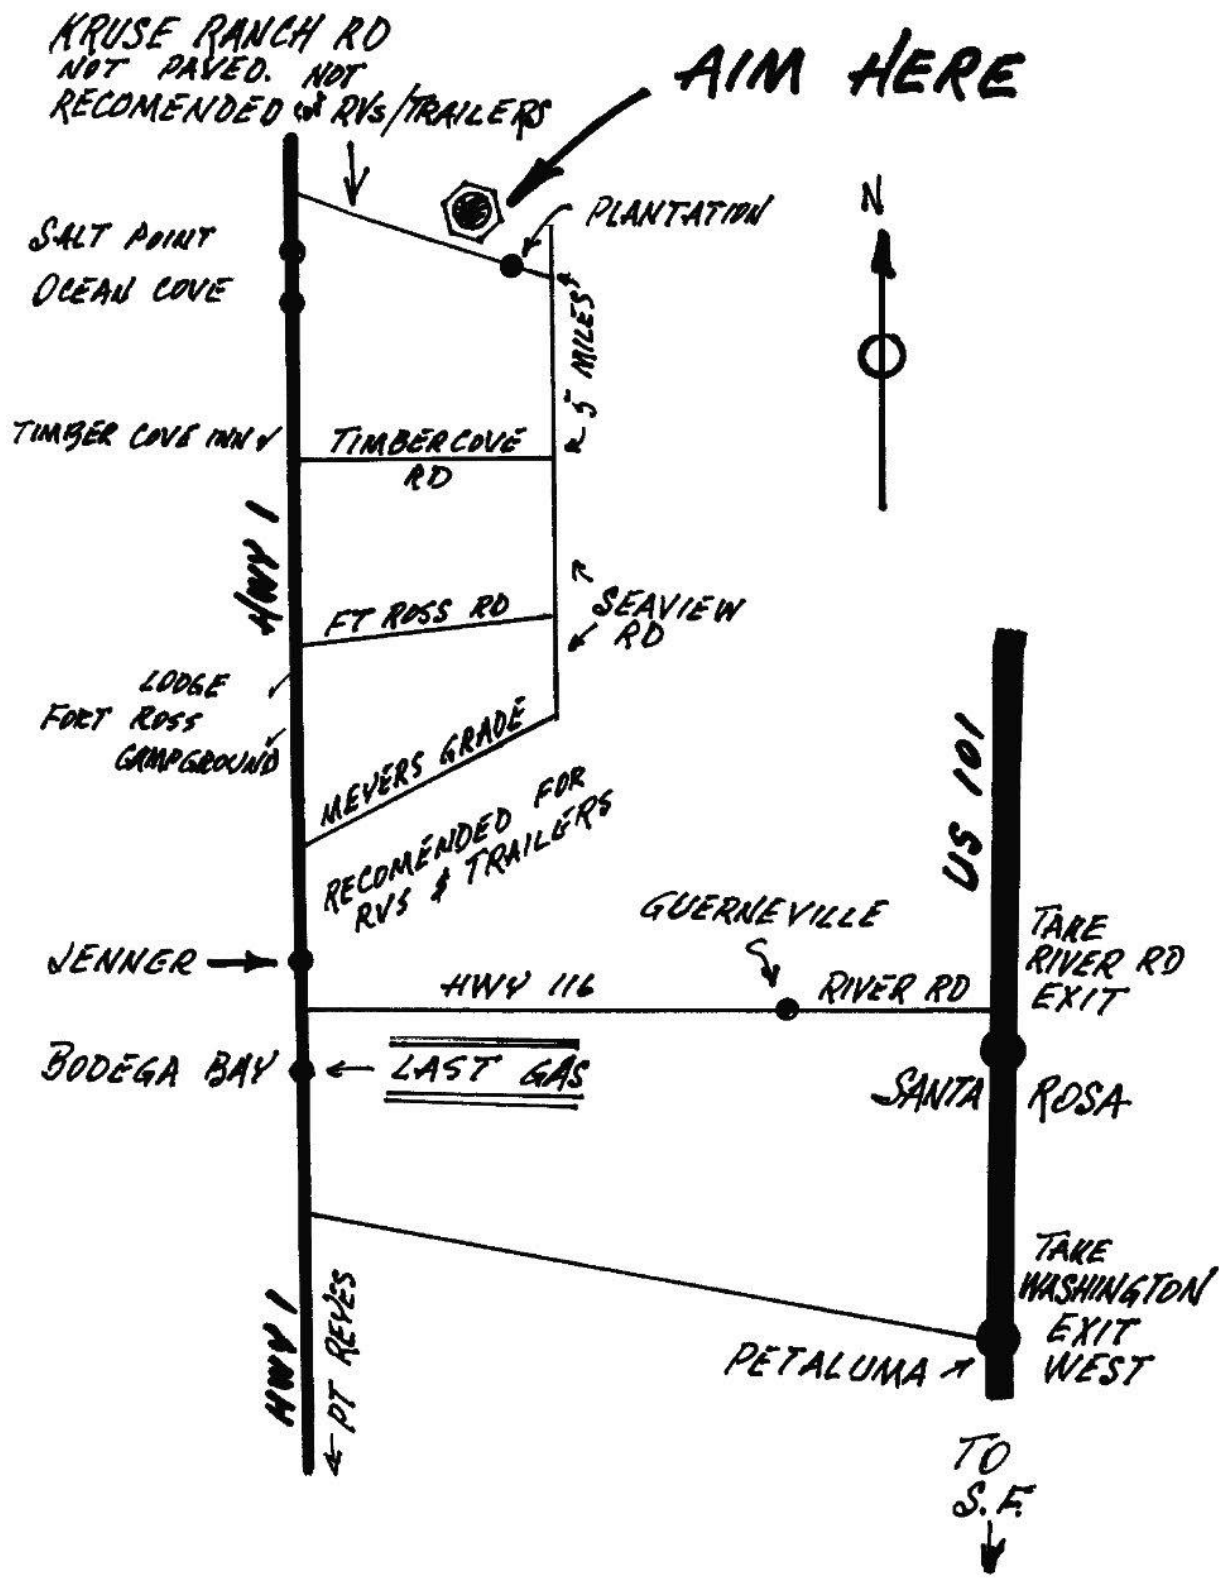 KRUSE RANCH RD
NOT PAVED. NOT
RECOMENDED RVS/TRAILERS
AIM HERE
N
PLANTATION
SALT POINT
OCEAN COVE
5 MILES
TIMBER COVE INN
TIMBER COVE
RD
HWY 1
FT ROSS RD
SEAVIEW
RD
LODGE
FORT ROSS
CAMPGROUND
MEYERS GRADE
RECOMENDED FOR
RVS & TRAILERS
US 101
GUERNEVILLE
JENNER
HWY 116
RIVER RD
TAKE
RIVER RD
EXIT
BODEGA BAY
LAST GAS
SANTA ROSA
HWY 1
PT REYES
TAKE
WASHINGTON
EXIT
WEST
PETALUMA
TO
S.F.